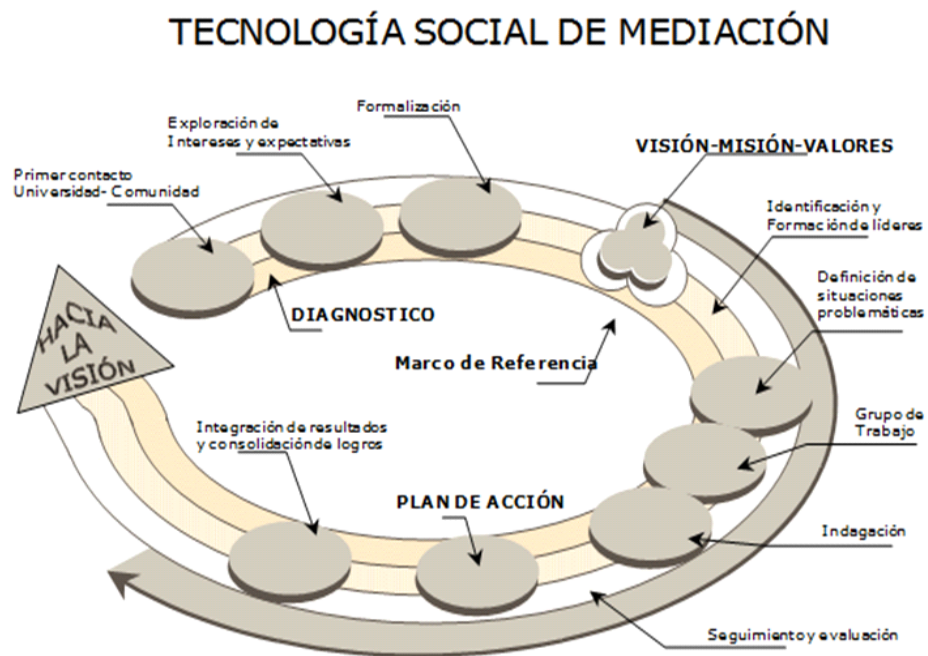 TECNOLOGÍA SOCIAL DE MEDIACIÓN
Formalización
Exploración de
Intereses y expectativas
VISIÓN-MISIÓN-VALORES
Primer contacto
Universidad- Comunidad
Identificación y
Formación de líderes
Definición de
situaciones
problemáticas
DIAGNOSTICO
HACIA
LA
VISIÓN
Marco de Referencia
Grupo de
Trabajo
Integración de resultados
y consolidación de logros
PLAN DE ACCIÓN
Indagación
Seguimiento y evaluación